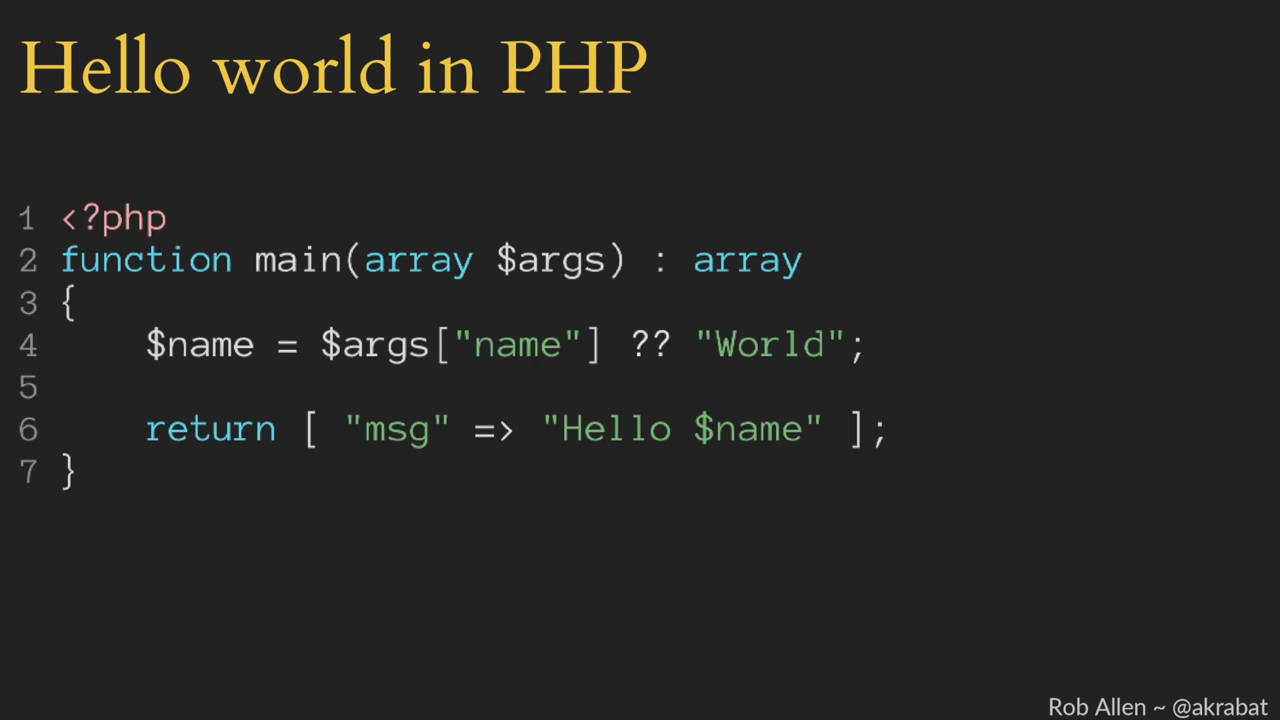 Hello world in PHP
1 <?php
2 function main(array $args) : array
3 {
4     $name = $args["name"] ?? "World";
5
6     return [ "msg" => "Hello $name" ];
7 }
Rob Allen ~ @akrabat